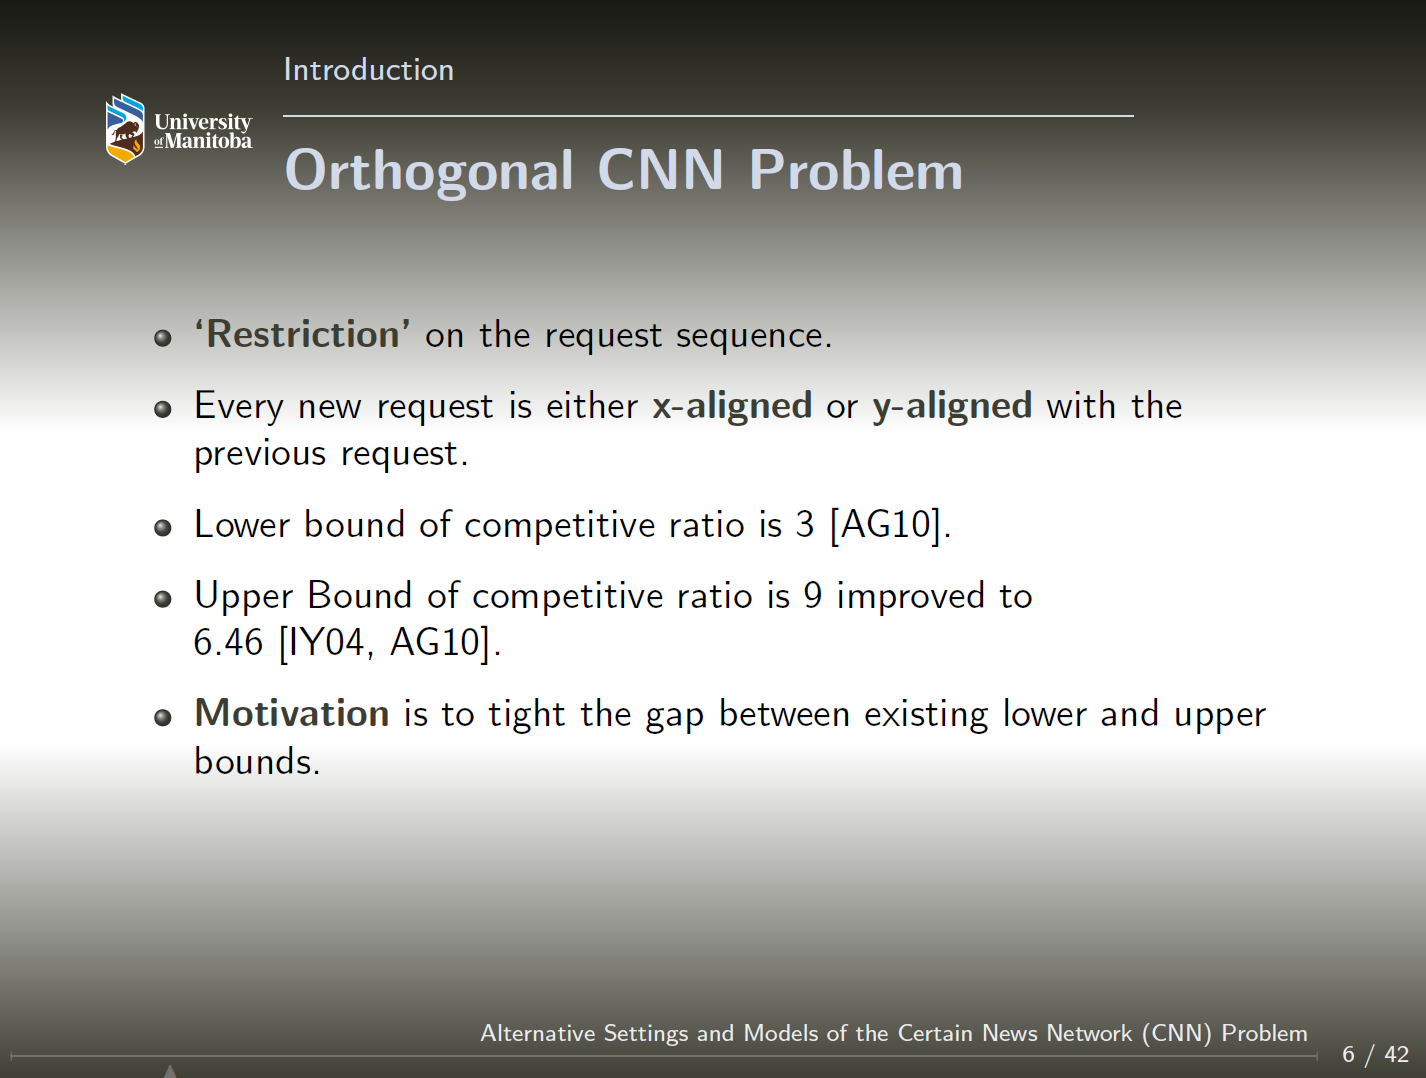 Introduction
University
of Manitoba
Orthogonal CNN Problem
‘Restriction’ on the request sequence.
Every new request is either x-aligned or y-aligned with the
previous request.
Lower bound of competitive ratio is 3 [AG10].
Upper Bound of competitive ratio is 9 improved to
6.46 [IY04, AG10].
Motivation is to tight the gap between existing lower and upper
bounds.
Alternative Settings and Models of the Certain News Network (CNN) Problem
6 / 42